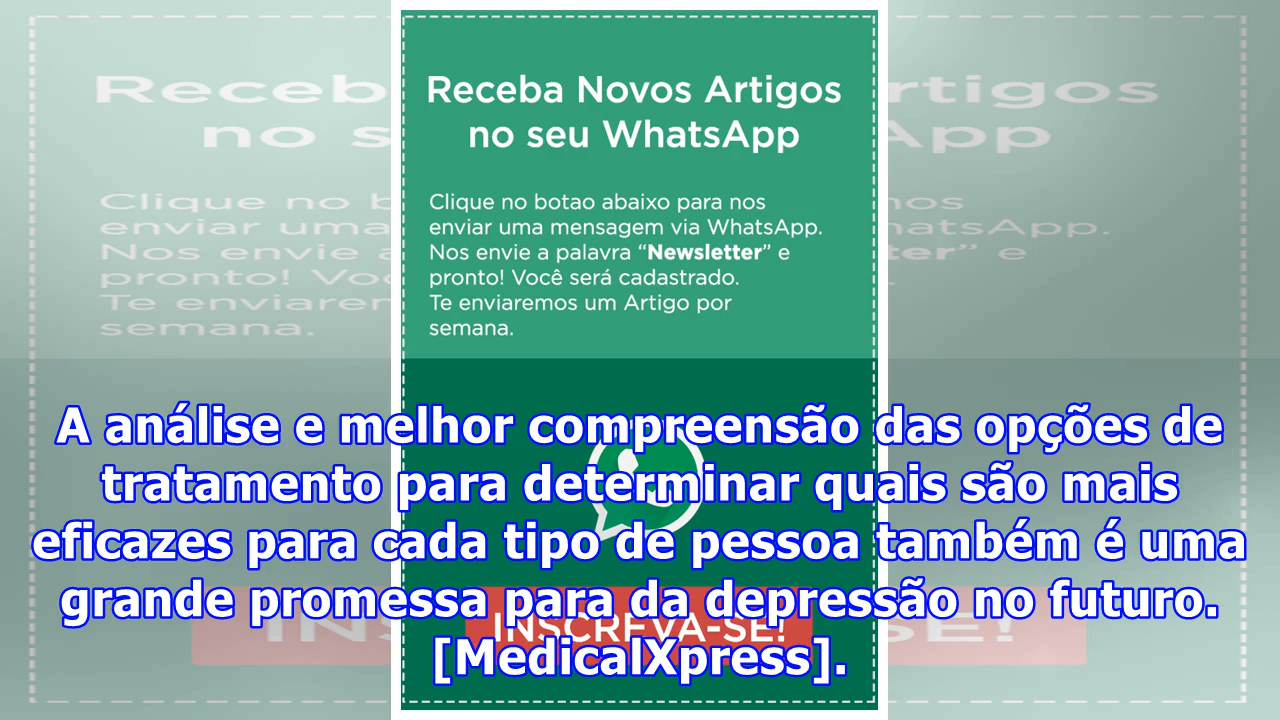 Receba Novos Artigos
no seu WhatsApp
Clique no botao abaixo para nos
enviar uma mensagem via WhatsApp.
Nos envie a palavra “Newsletter” e
pronto! Você será cadastrado.
Te enviaremos um Artigo por
semana.
A análise e melhor compreensão das opções de
tratamento para determinar quais são mais
eficazes para cada tipo de pessoa também é uma
grande promessa para da depressão no futuro.
INSCREVA-SE!
[MedicalXpress].